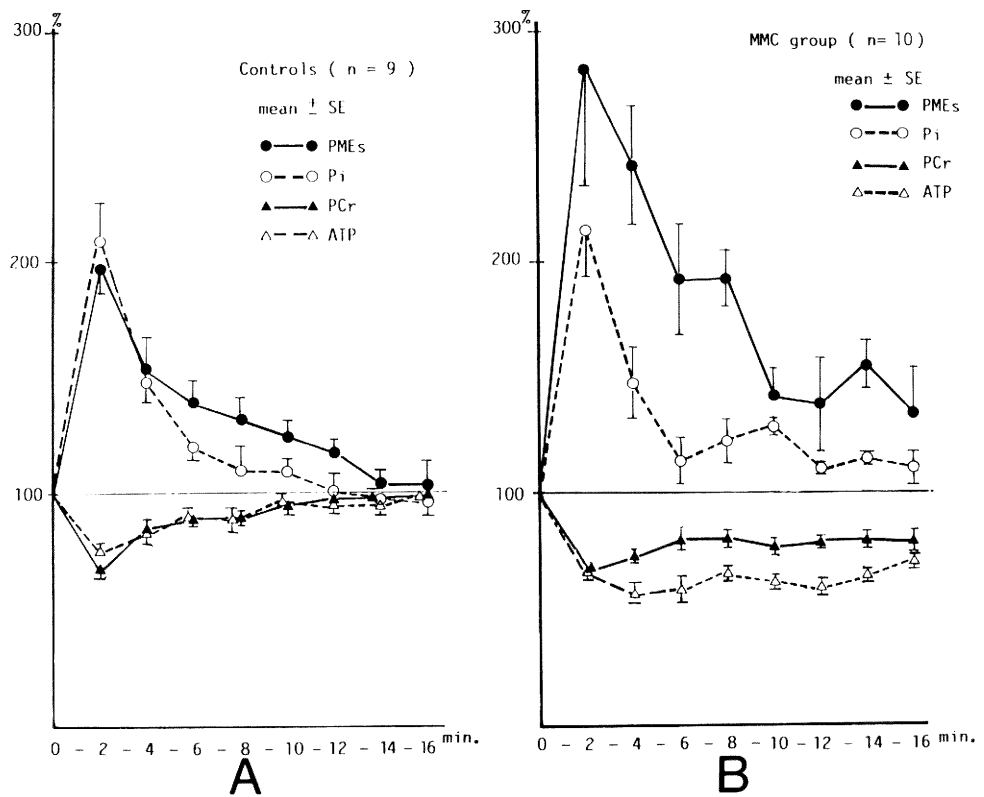 %
300
Controls ( n = 9 )
mean ± SE
PMEs
Pi
PCr
ATP
200
100
0 - 2 - 4 - 6 - 8 - 10 - 12 - 14 - 16 min.
A
%
300
MMC group ( n= 10 )
mean ± SE
PMEs
Pi
PCr
ATP
200
100
0 - 2 - 4 - 6 - 8 - 10 - 12 - 14 - 16 min.
B